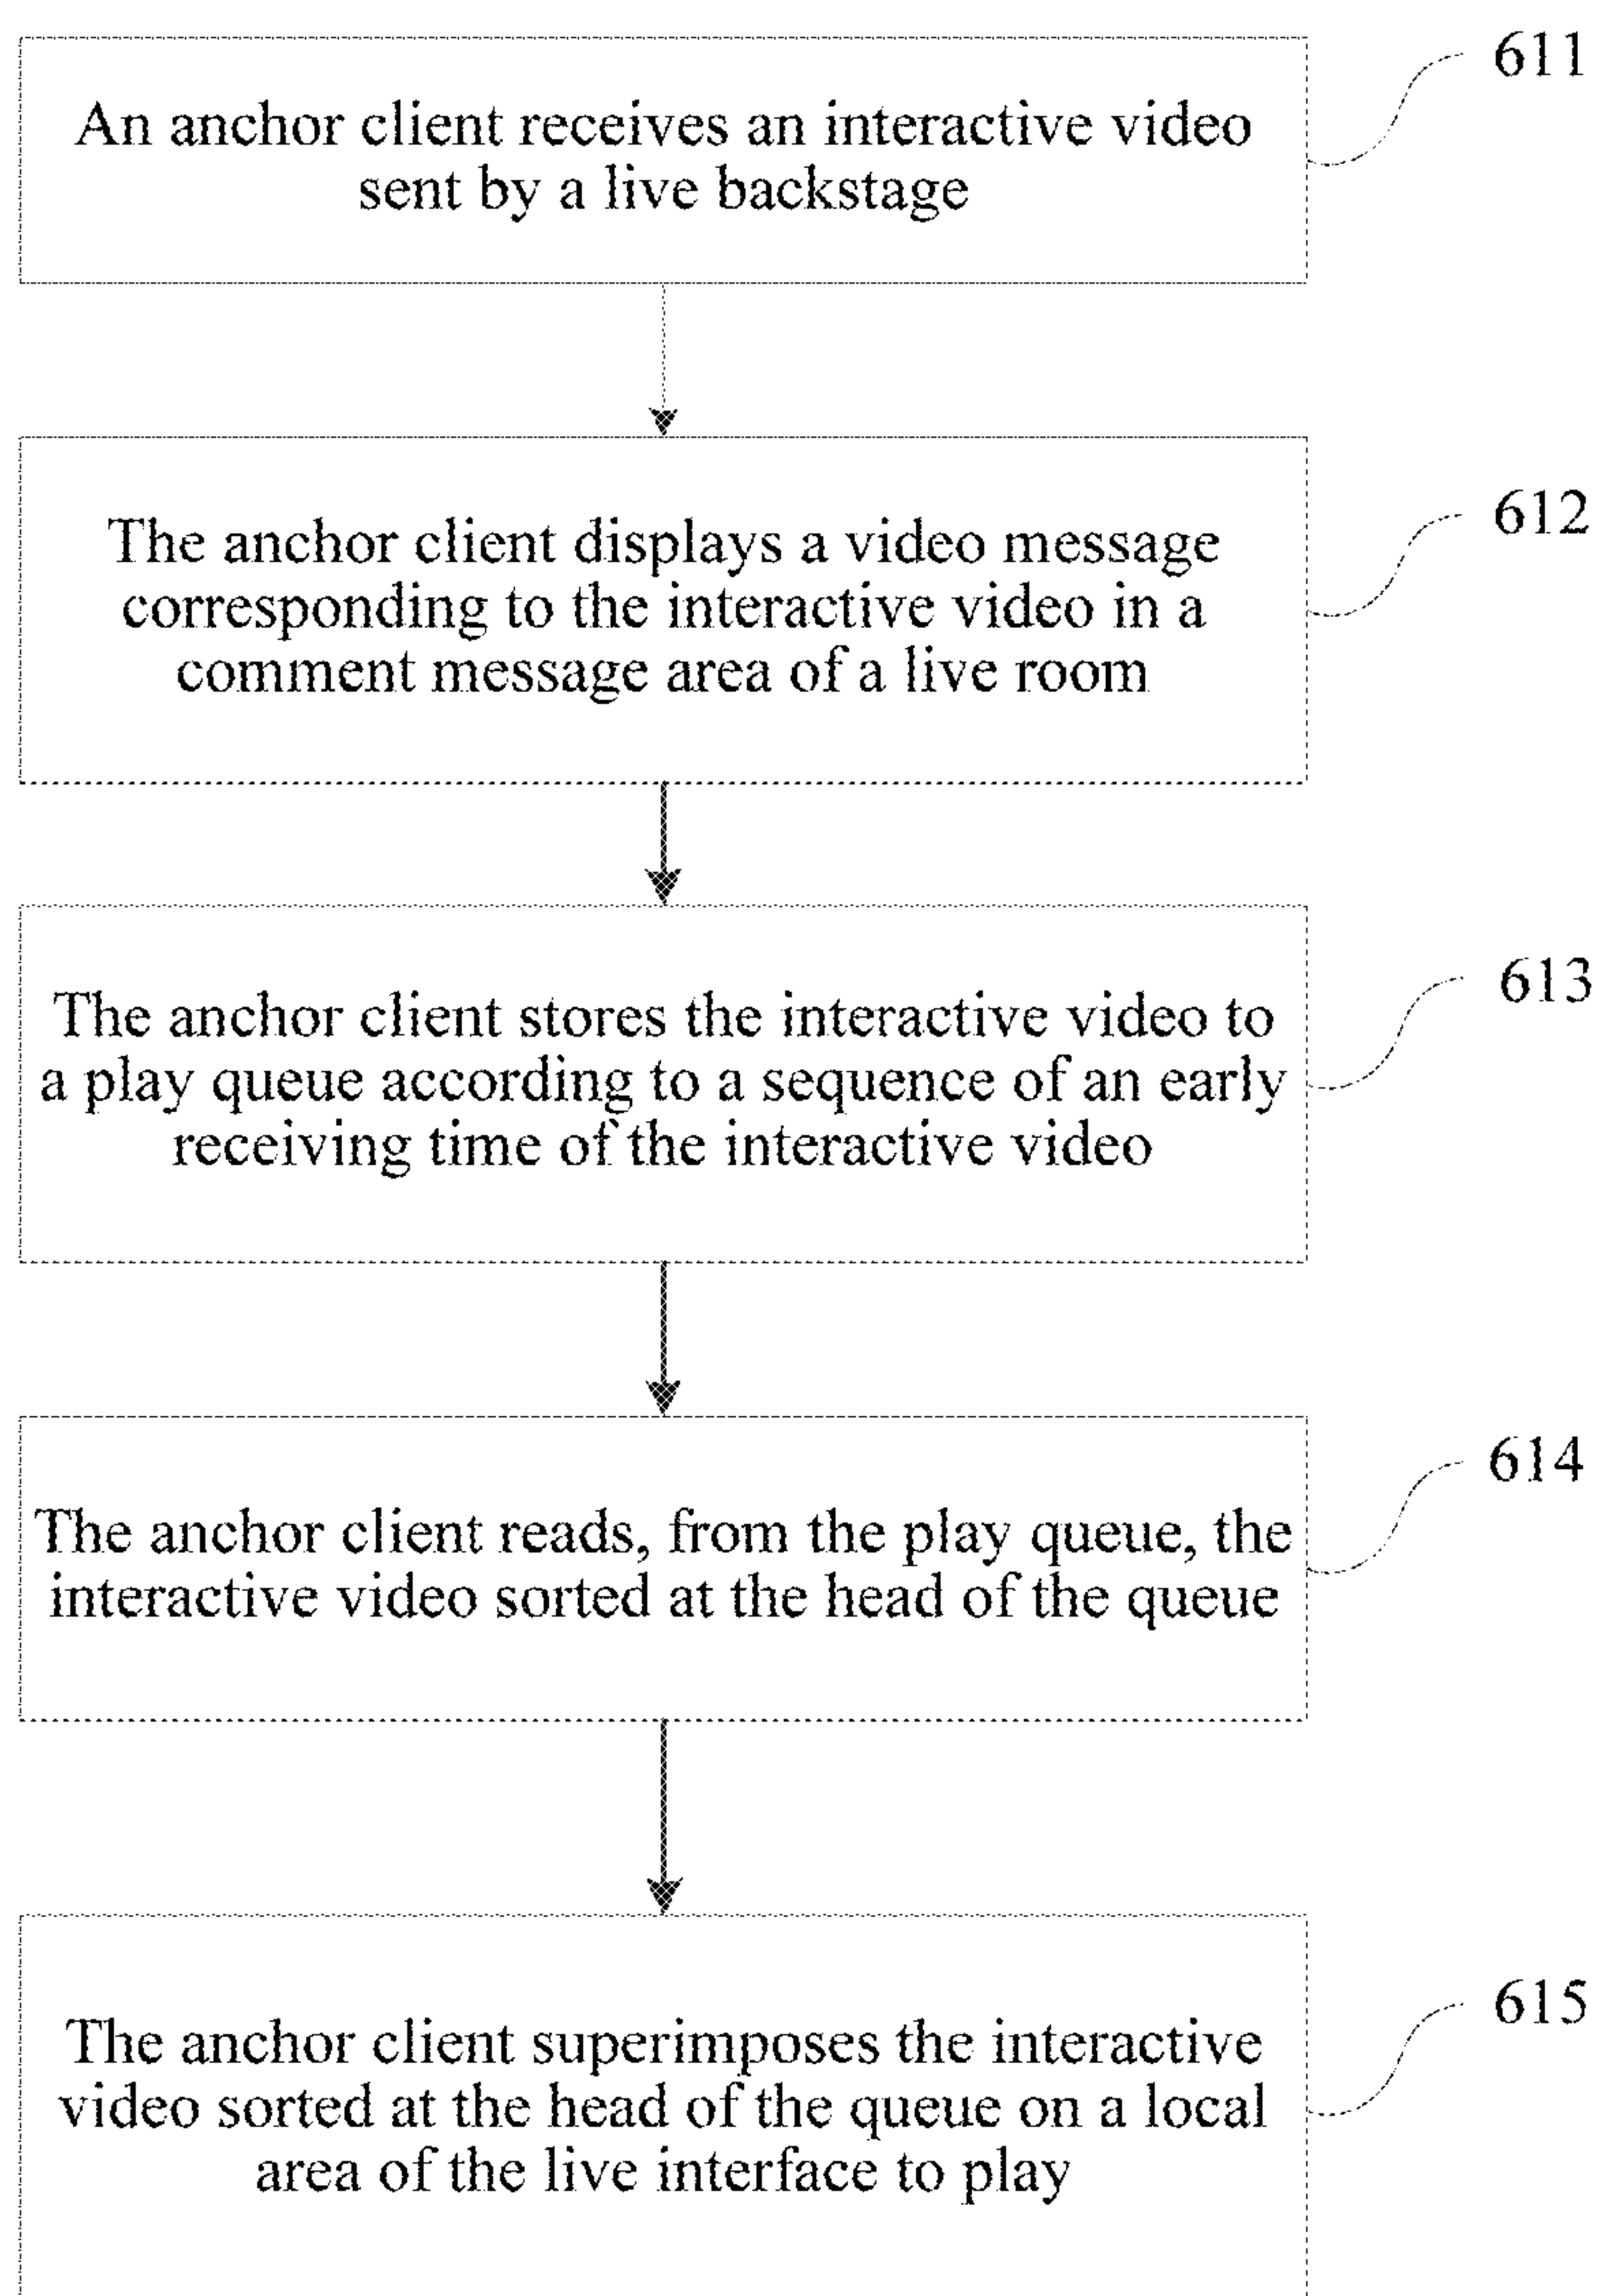 611
An anchor client receives an interactive video
sent by a live backstage
612
The anchor client displays a video message
corresponding to the interactive video in a
comment message area of a live room
613
The anchor client stores the interactive video to
a play queue according to a sequence of an early
receiving time of the interactive video
614
The anchor client reads, from the play queue, the
interactive video sorted at the head of the queue
615
The anchor client superimposes the interactive
video sorted at the head of the queue on a local
area of the live interface to play